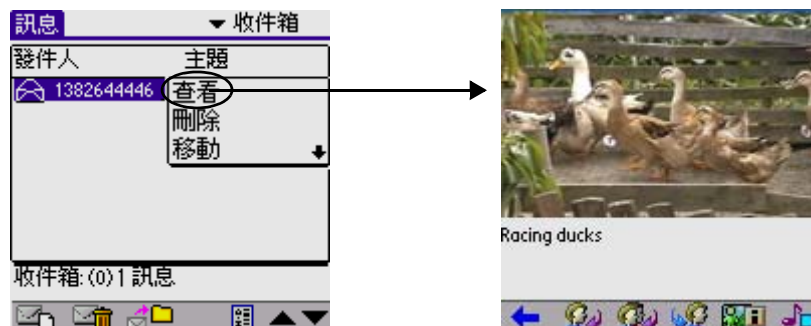 訊息 收件箱
發件人 主題
1382644446 查看
刪除
移動
收件箱: (0) 1 訊息
Racing ducks